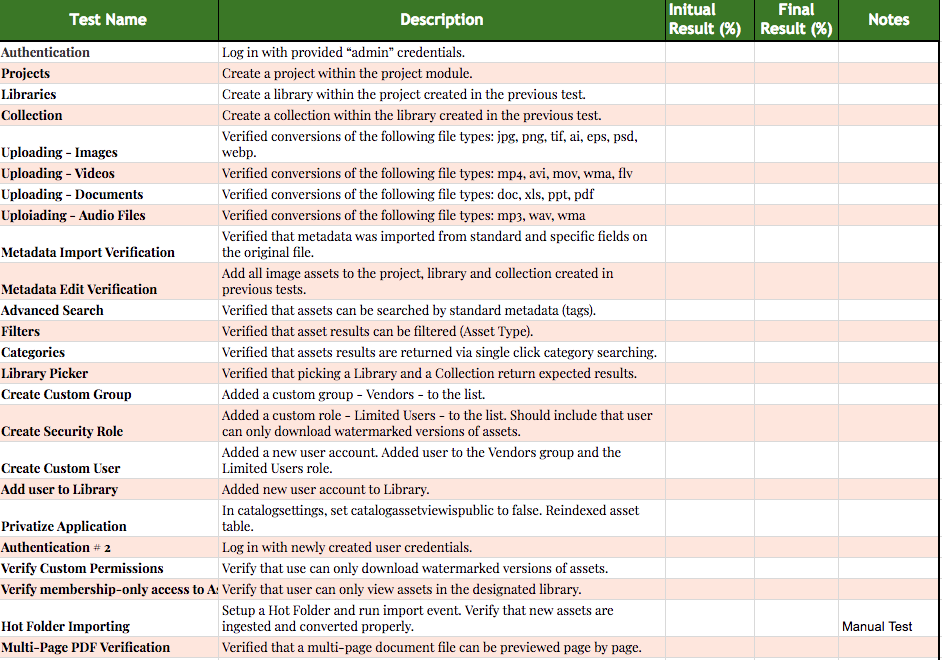 Test Name Description Initual Result (%) Final Result (%) Notes
Authentication Log in with provided “admin” credentials.
Projects Create a project within the project module.
Libraries Create a library within the project created in the previous test.
Collection Create a collection within the library created in the previous test.
Uploading - Images Verified conversions of the following file types: jpg, png, tif, ai, eps, psd,
webp.
Uploading - Videos Verified conversions of the following file types: mp4, avi, mov, wma, flv
Uploading - Documents Verified conversions of the following file types: doc, xls, ppt, pdf
Uploiading - Audio Files Verified conversions of the following file types: mp3, wav, wma
Metadata Import Verification Verified that metadata was imported from standard and specific fields on
the original file.
Metadata Edit Verification Add all image assets to the project, library and collection created in
previous tests.
Advanced Search Verified that assets can be searched by standard metadata (tags).
Filters Verified that asset results can be filtered (Asset Type).
Categories Verified that assets results are returned via single click category searching.
Library Picker Verified that picking a Library and a Collection return expected results.
Create Custom Group Added a custom group - Vendors - to the list.
Create Security Role Added a custom role - Limited Users - to the list. Should include that user
can only download watermarked versions of assets.
Create Custom User Added a new user account. Added user to the Vendors group and the
Limited Users role.
Add user to Library Added new user account to Library.
Privatize Application In catalogsettings, set catalogassetviewispublic to false. Reindexed asset
table.
Authentication # 2 Log in with newly created user credentials.
Verify Custom Permissions Verify that use can only download watermarked versions of assets.
Verify membership-only access to As Verify that user can only view assets in the designated library.
Hot Folder Importing Setup a Hot Folder and run import event. Verify that new assets are
ingested and converted properly. Manual Test
Multi-Page PDF Verification Verified that a multi-page document file can be previewed page by page.